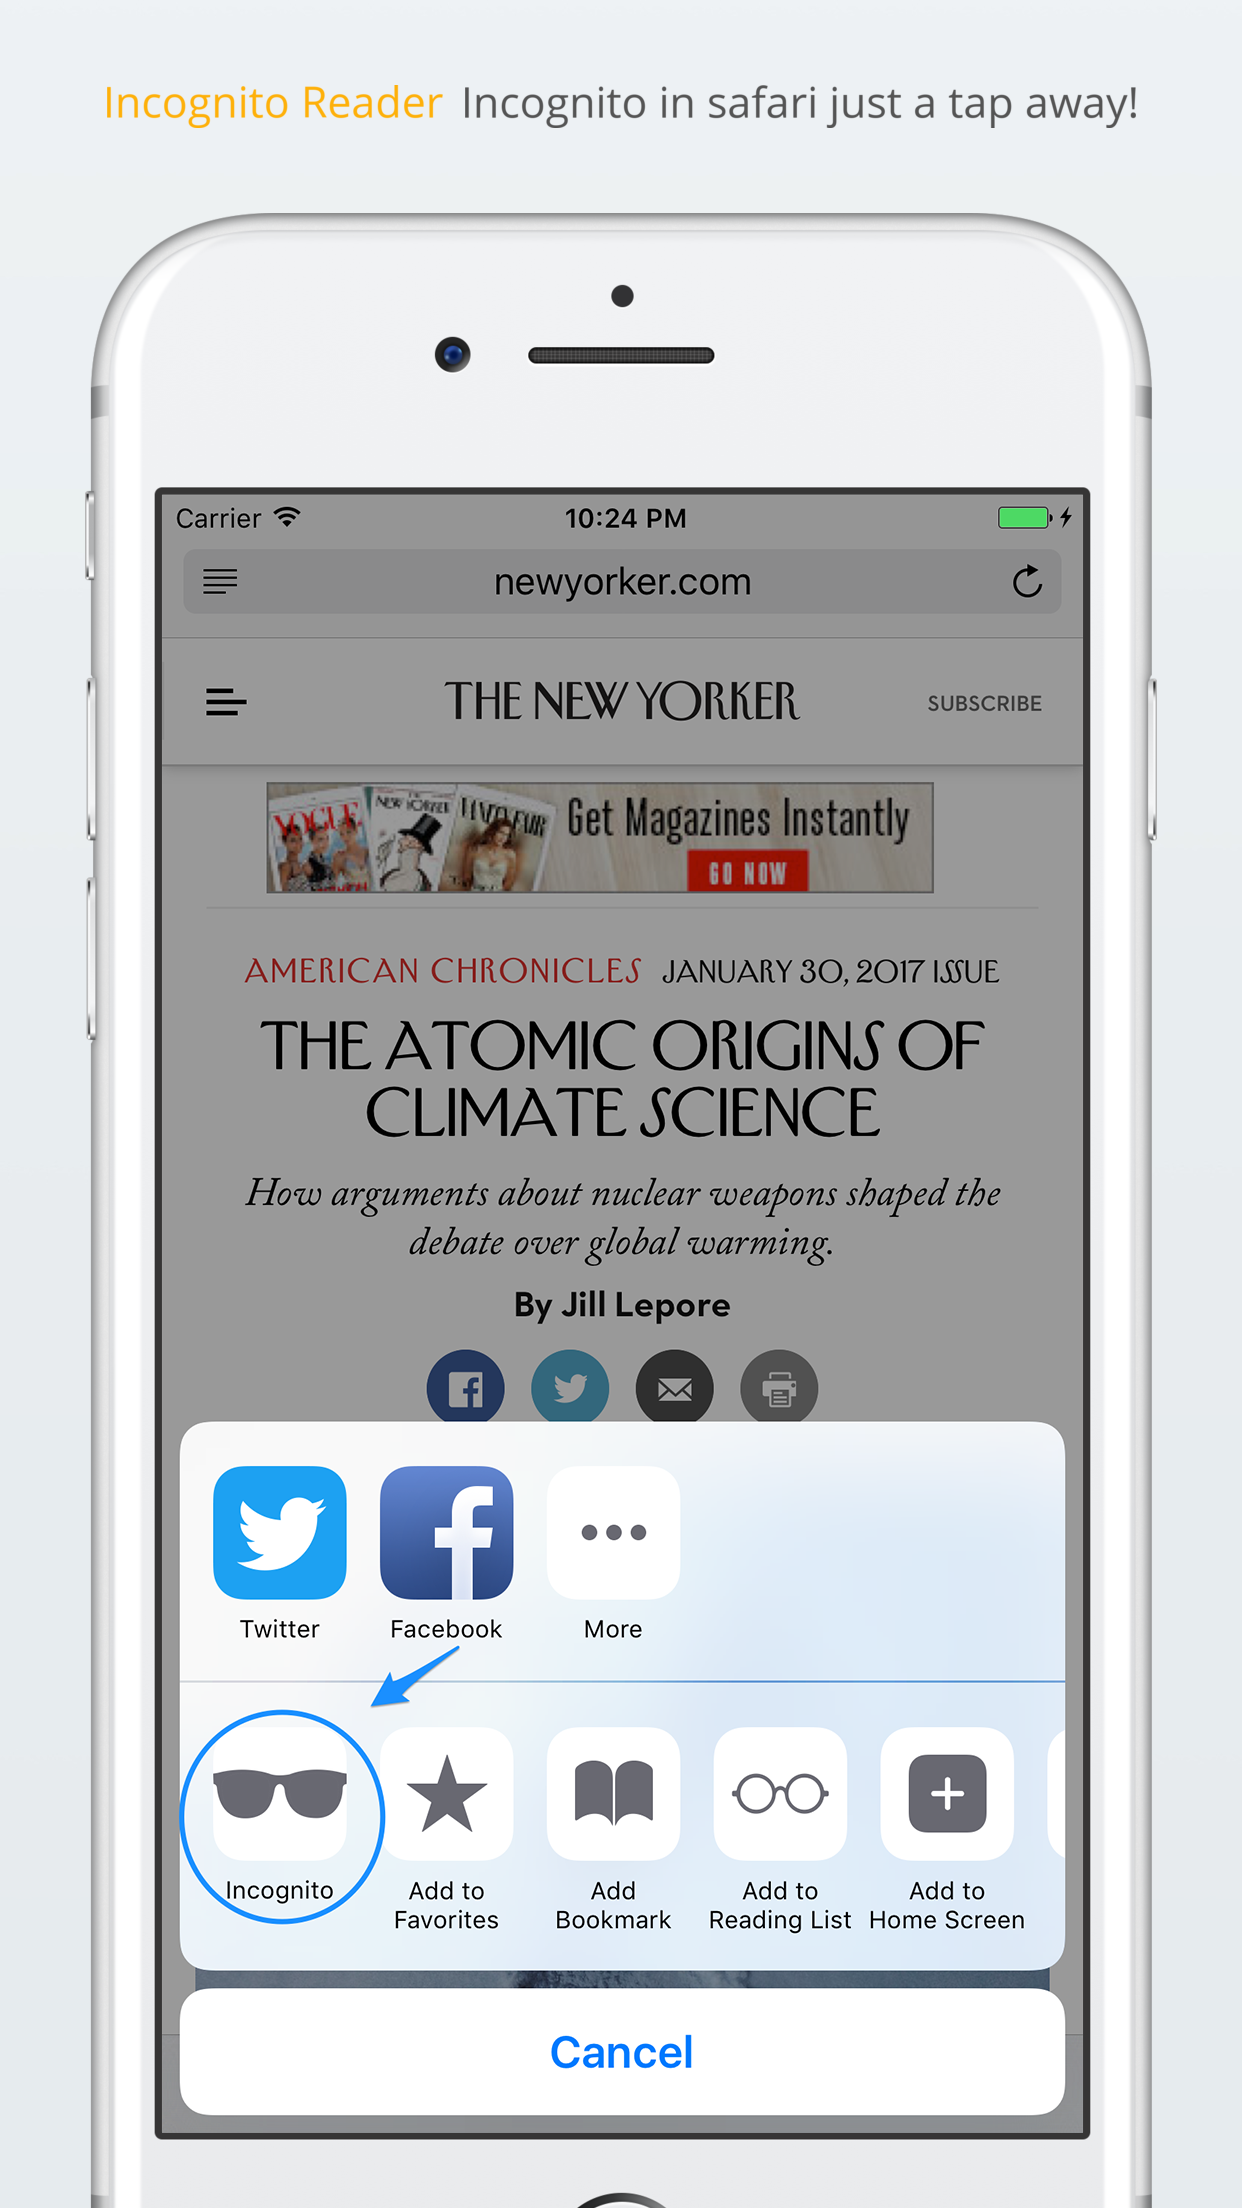 Incognito Reader Incognito in safari just a tap away!
Carrier 10:24 PM
newyorker.com
THE NEW YORKER SUBSCRIBE
VOGUE NEW YORKER VANITY FAIR Get Magazines Instantly
GO NOW
AMERICAN CHRONICLES JANUARY 30, 2017 ISSUE
THE ATOMIC ORIGINS OF
CLIMATE SCIENCE
How arguments about nuclear weapons shaped the
debate over global warming.
By Jill Lepore
Twitter Facebook More
Incognito Add to Add Add to Add to
Favorites Bookmark Reading List Home Screen
Cancel